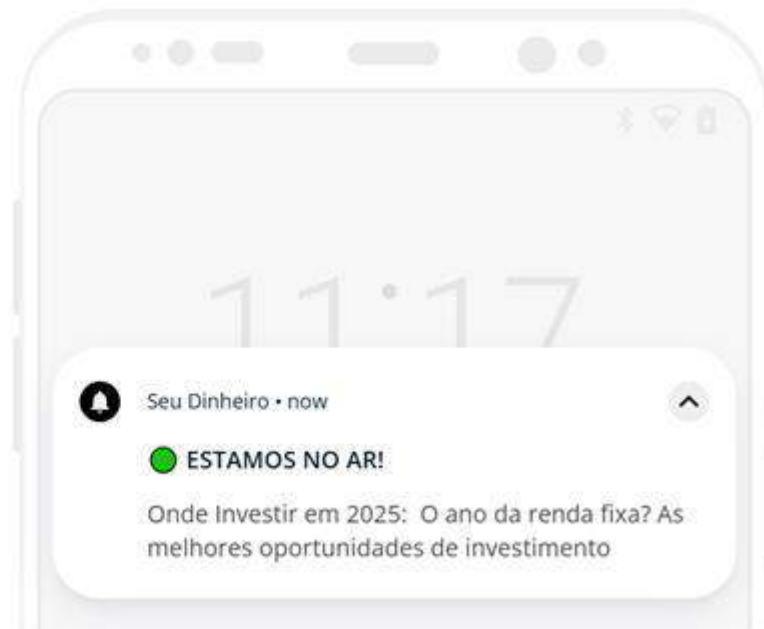 11:17
Seu Dinheiro • now
ESTAMOS NO AR!
Onde Investir em 2025: O ano da renda fixa? As
melhores oportunidades de investimento